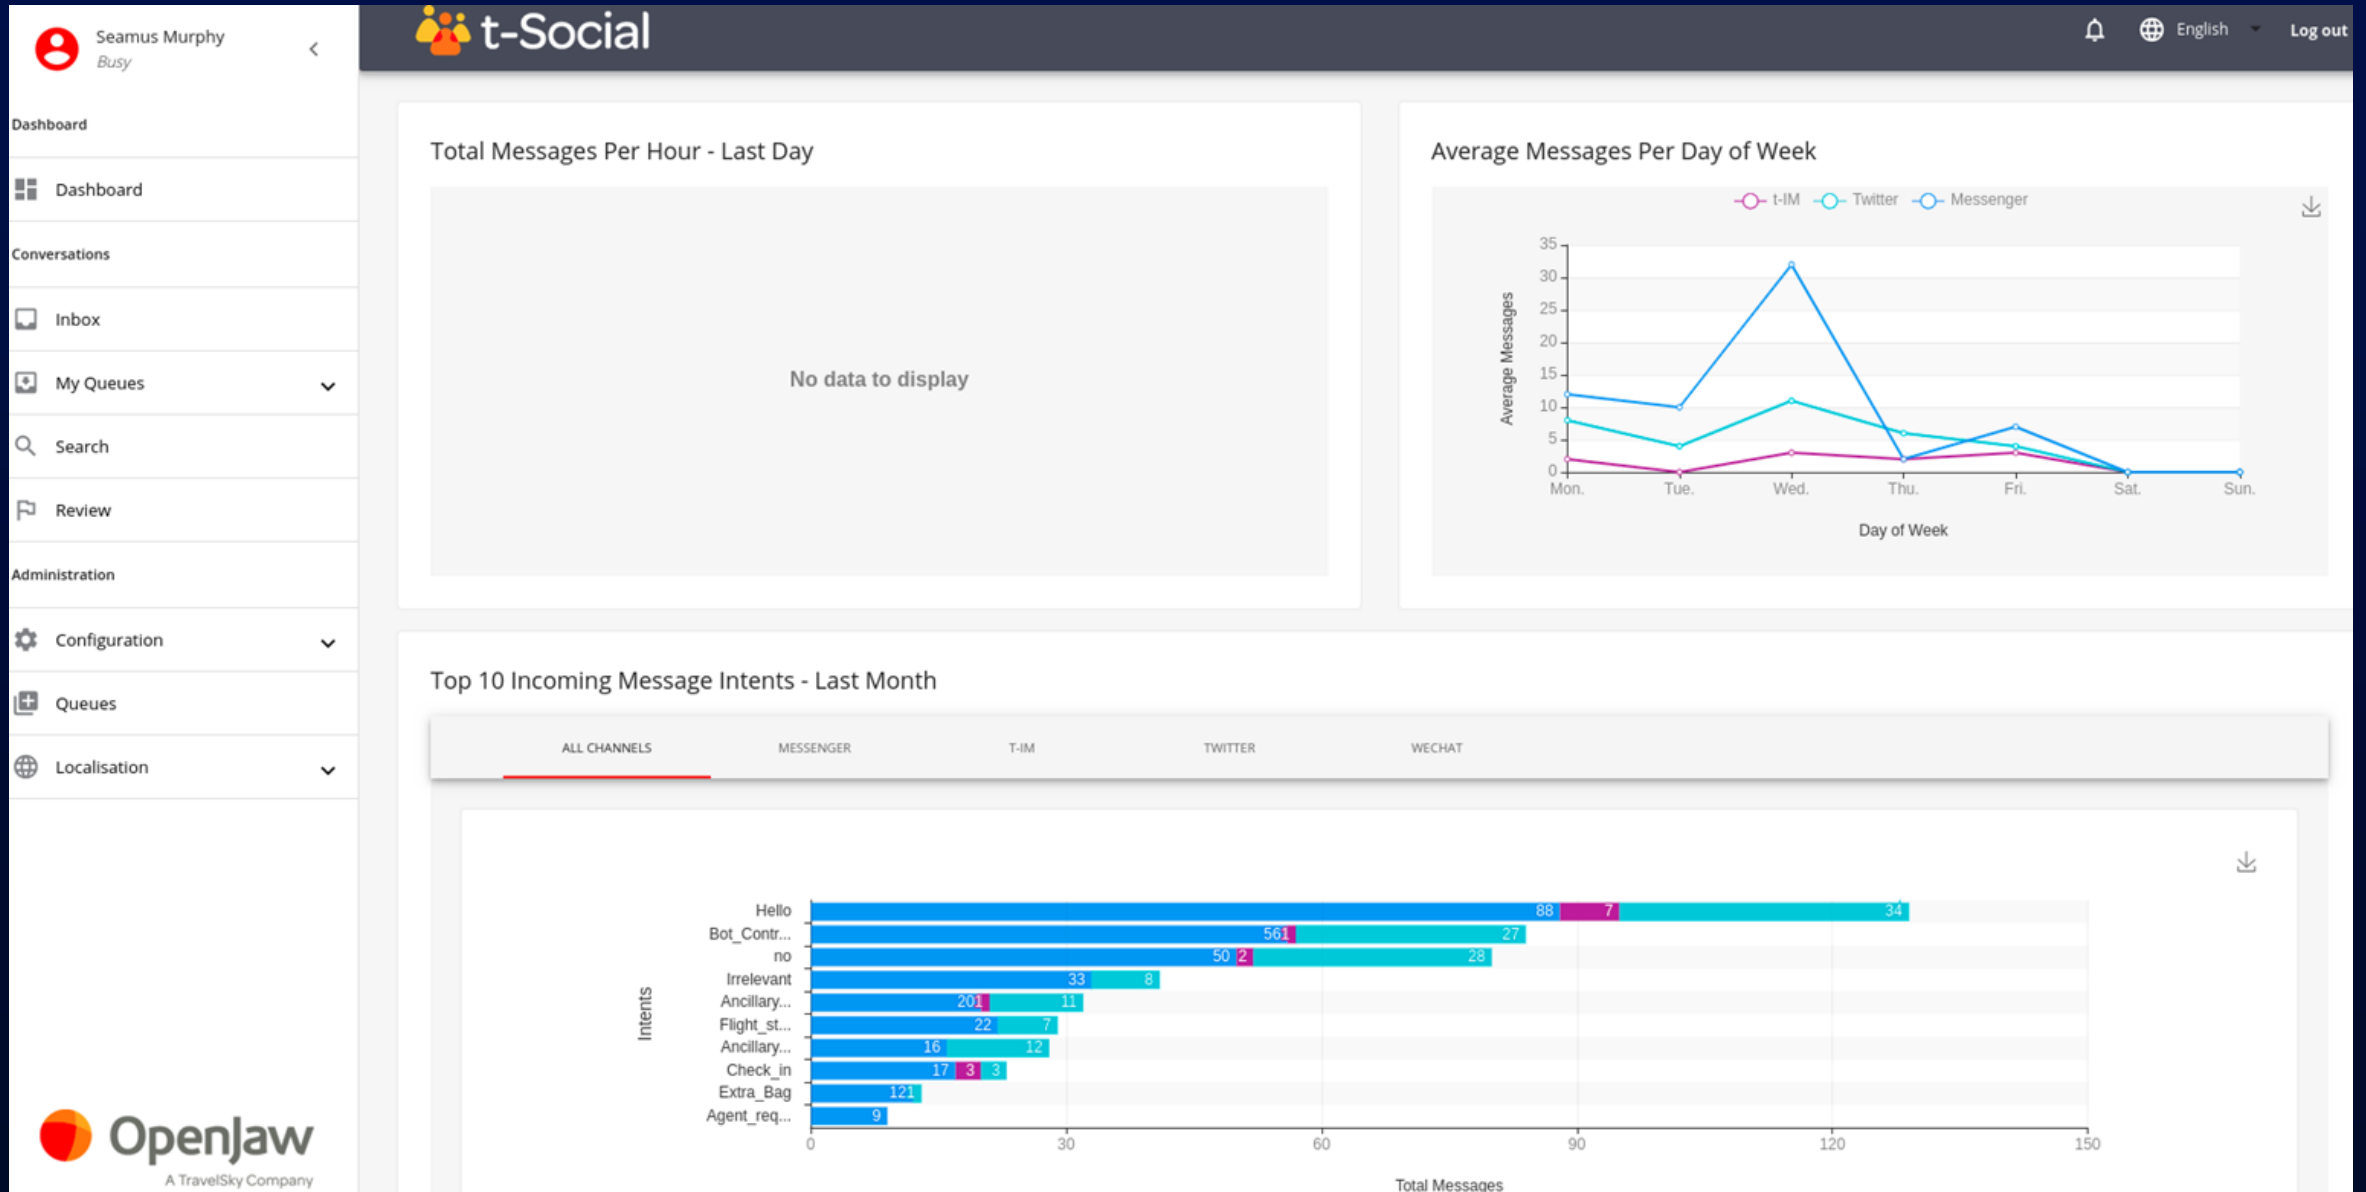 Seamus Murphy
Busy
Dashboard
Dashboard
Conversations
Inbox
My Queues
Search
Review
Administration
Configuration
Queues
Localisation
OpenJaw
A TravelSky Company
t-Social
English
Log out
Total Messages Per Hour - Last Day
No data to display
Average Messages Per Day of Week
t-IM Twitter Messenger
35
30
25
20
15
10
5
0
Average Messages
Mon. Tue. Wed. Thu. Fri. Sat. Sun.
Day of Week
Top 10 Incoming Message Intents - Last Month
ALL CHANNELS MESSENGER T-IM TWITTER WECHAT
Intents
Hello 88 7 34
Bot_Contr... 56 1 27
no 50 2 28
Irrelevant 33 8
Ancillary... 20 1 11
Flight_st... 22 7
Ancillary... 16 12
Check_in 17 3 3
Extra_Bag 12 1
Agent_req... 9
0 30 60 90 120 150
Total Messages